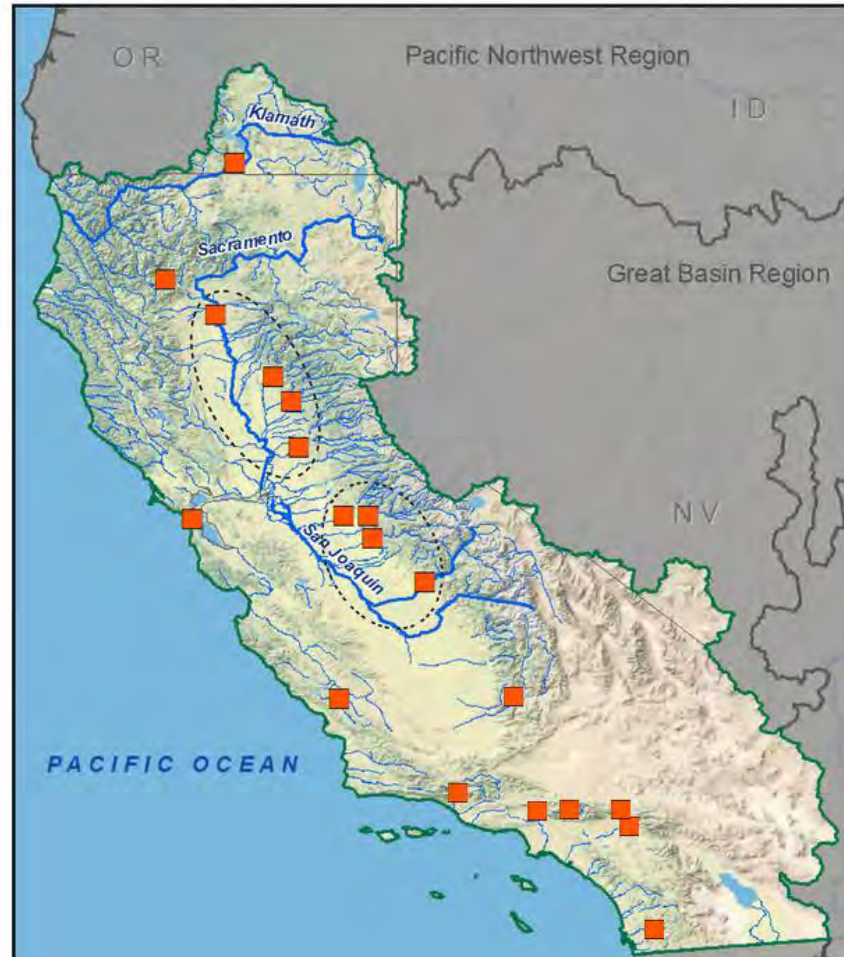 OR
Pacific Northwest Region
ID
Klamath
Sacramento
Great Basin Region
NV
San Joaquin
PACIFIC OCEAN